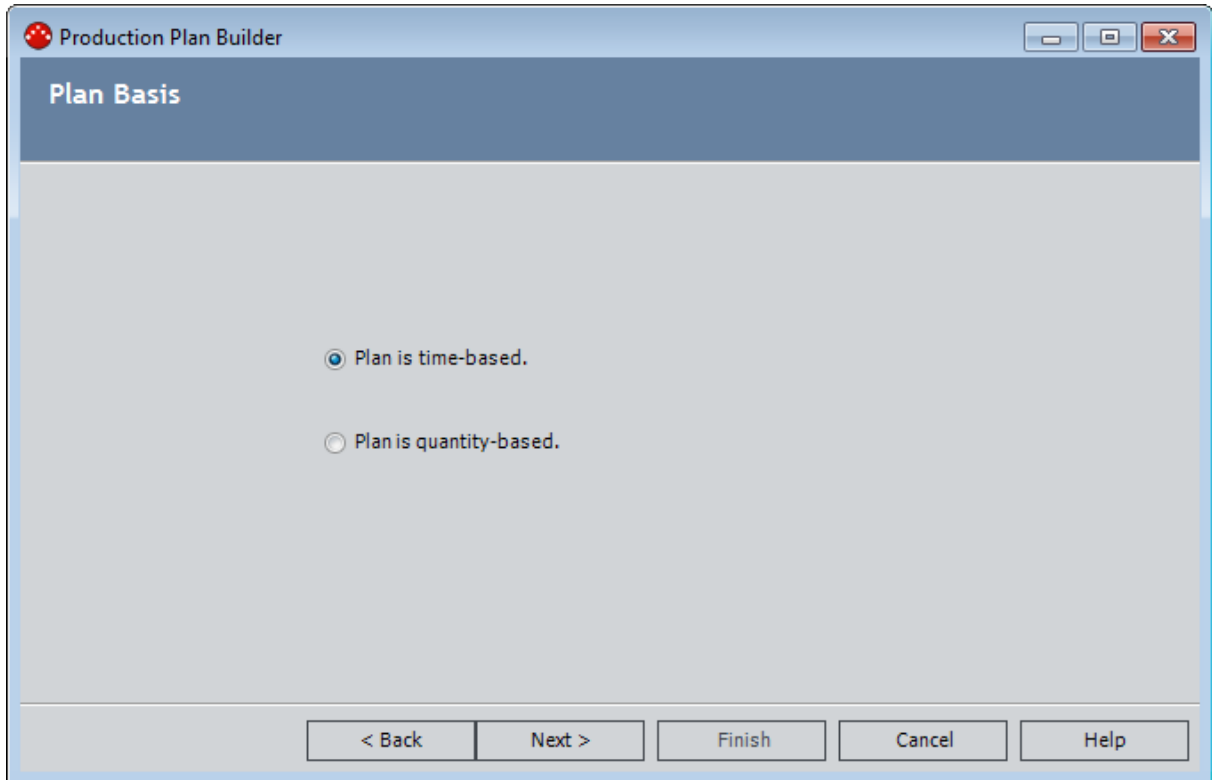 Production Plan Builder
Plan Basis
Plan is time-based.
Plan is quantity-based.
< Back Next > Finish Cancel Help